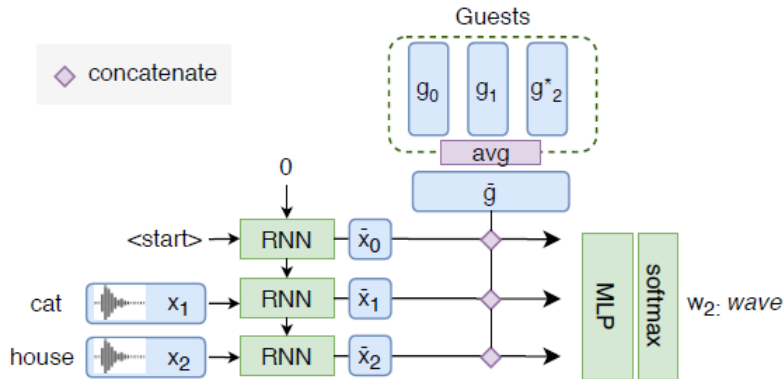 Guests
concatenate
g₀ g₁ g*₂
avg
0
ḡ
<start> RNN x̄₀
cat x₁ RNN x̄₁
house x₂ RNN x̄₂
MLP
softmax
w₂: wave